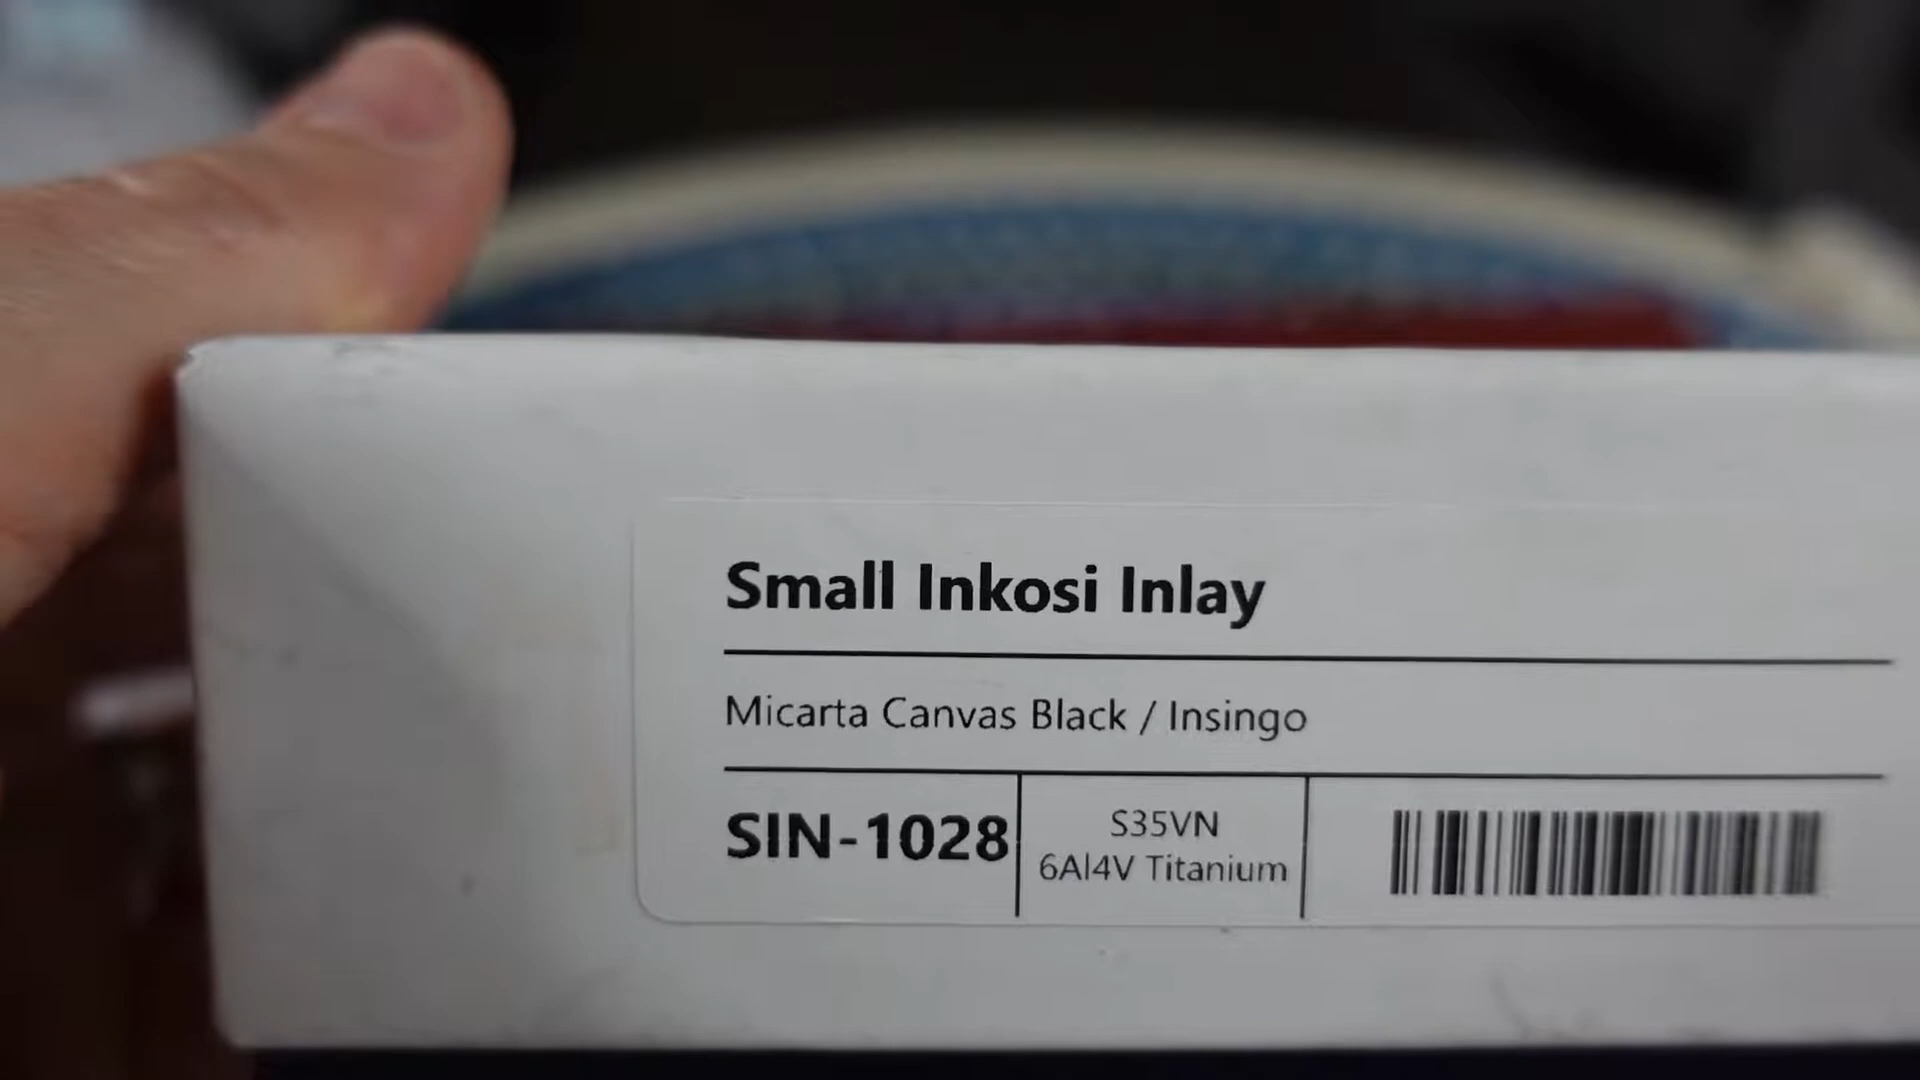 Small Inkosi Inlay
Micarta Canvas Black / Insingo
SIN-1028
S35VN
6Al4V Titanium